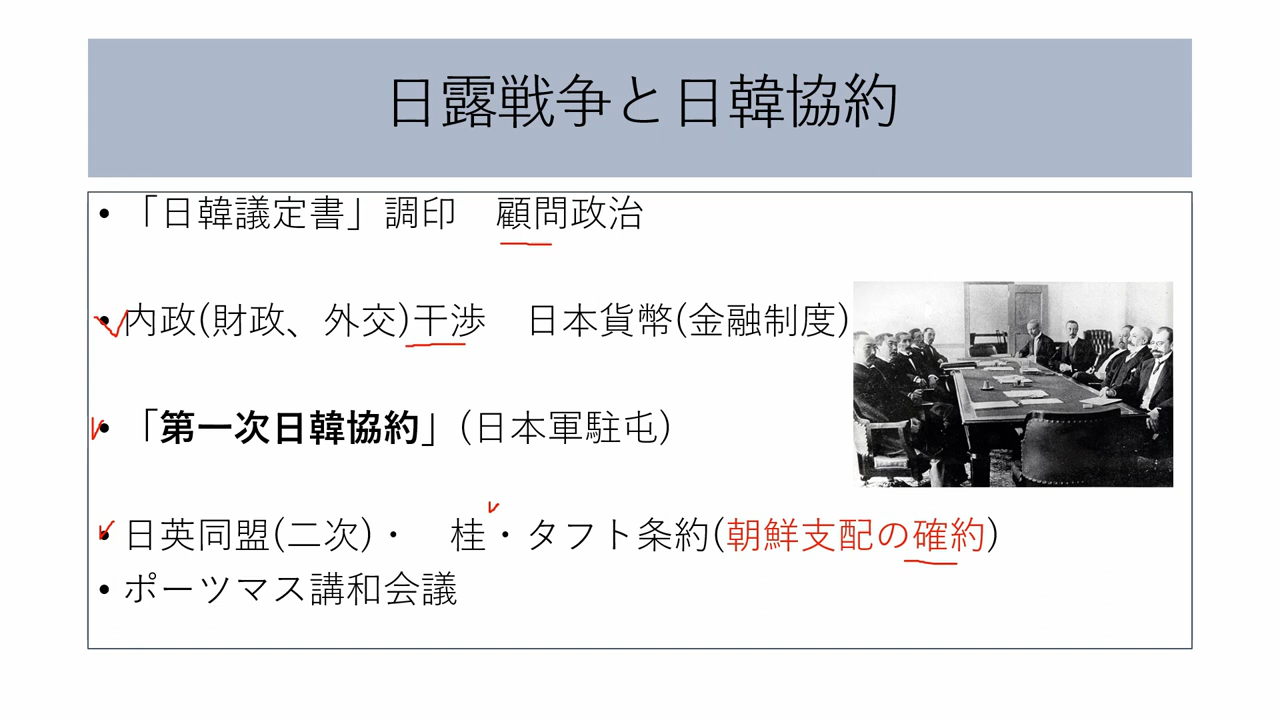 日露戦争と日韓協約
• 「日韓議定書」調印　顧問政治
• 内政(財政、外交)干渉　日本貨幣(金融制度)
• 「第一次日韓協約」(日本軍駐屯)
• 日英同盟(二次)・　桂・タフト条約(朝鮮支配の確約)
• ポーツマス講和会議